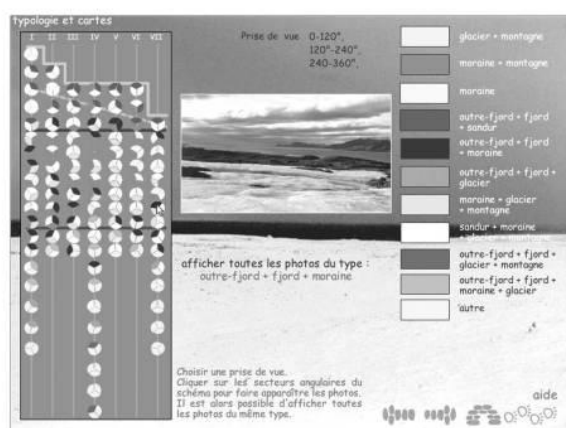 typologie et cartes
I II III IV V VI VII
Prise de vue 0-120°,
120°-240°,
240-360°,
glacier + montagne
moraine + montagne
moraine
outre-fjord + fjord
+ sandur
outre-fjord + fjord
+ moraine
outre-fjord + fjord +
glacier
moraine + glacier
+ montagne
sandur + moraine
outre-fjord + fjord +
glacier + montagne
outre-fjord + fjord +
moraine + glacier
autre
afficher toutes les photos du type :
outre-fjord + fjord + moraine
Choisir une prise de vue.
Cliquer sur les secteurs angulaires du
schéma pour faire apparaître les photos.
Il est alors possible d'afficher toutes
les photos du même type.
aide